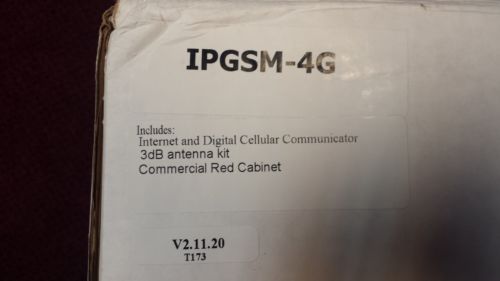 IPGSM-4G
Includes:
Internet and Digital Cellular Communicator
3dB antenna kit
Commercial Red Cabinet
V2.11.20
T173